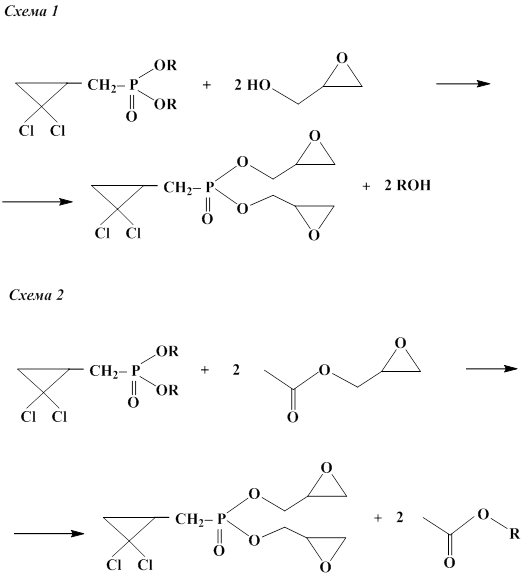 Схема 1
OR
CH2–P
OR
O
Cl Cl
+ 2 HO
O
O
O
CH2–P
O
O
O
Cl Cl
+ 2 ROH
Схема 2
OR
CH2–P
OR
O
Cl Cl
+ 2
O
O
O
O
O
CH2–P
O
O
O
Cl Cl
+ 2
O
R
O